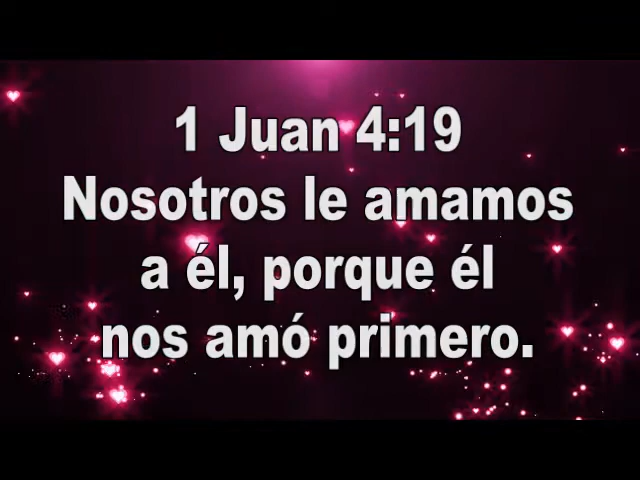 1 Juan 4:19
Nosotros le amamos
a él, porque él
nos amó primero.